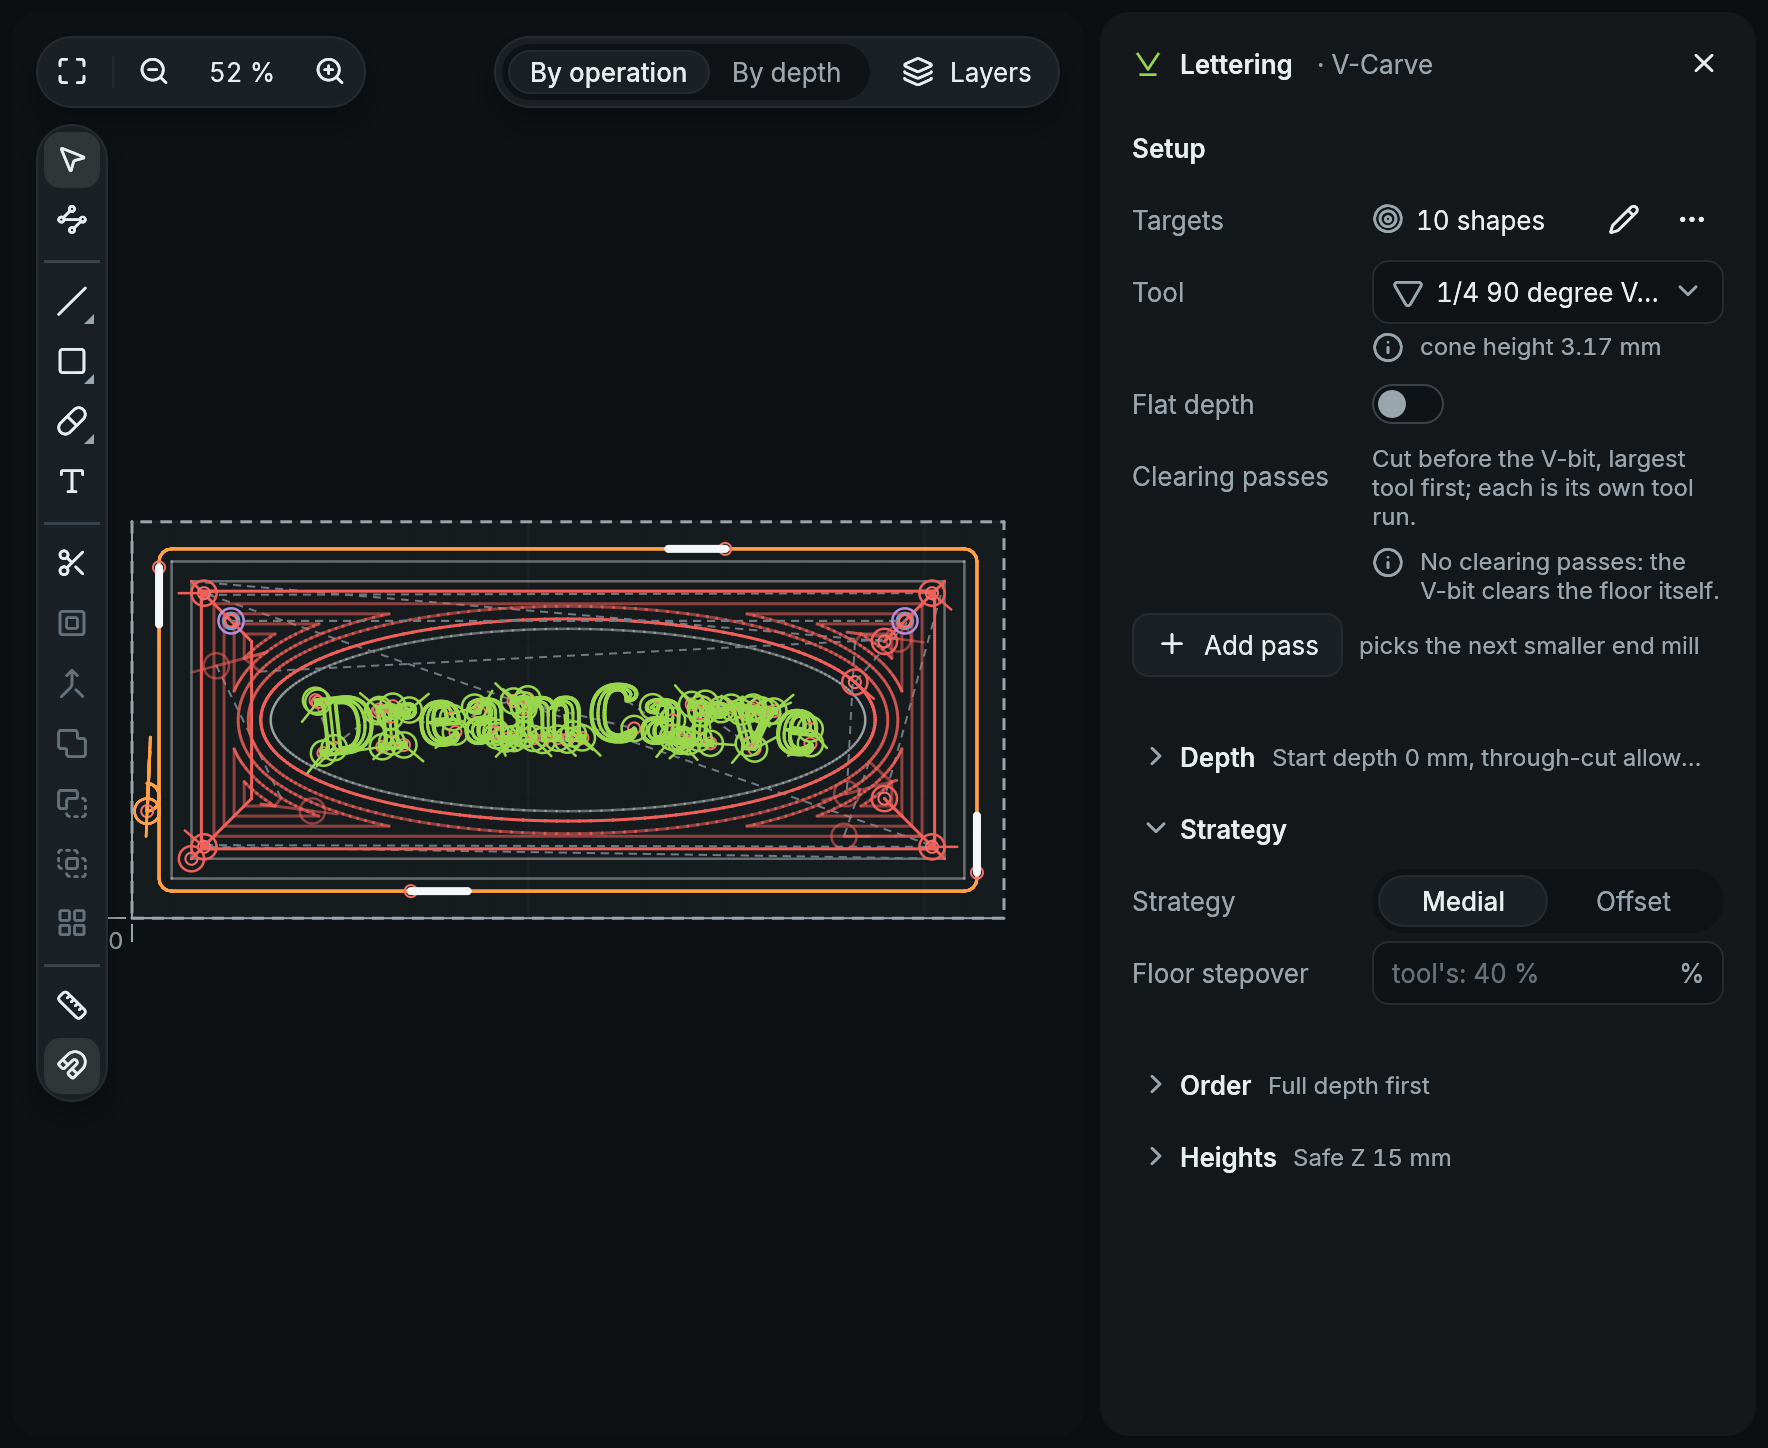 52 %
By operation
By depth
Layers
DreamCarve
0
Lettering · V-Carve
Setup
Targets
10 shapes
Tool
1/4 90 degree V...
cone height 3.17 mm
Flat depth
Clearing passes
Cut before the V-bit, largest
tool first; each is its own tool
run.
No clearing passes: the
V-bit clears the floor itself.
Add pass
picks the next smaller end mill
Depth
Start depth 0 mm, through-cut allow...
Strategy
Strategy
Medial
Offset
Floor stepover
tool's: 40 %
%
Order
Full depth first
Heights
Safe Z 15 mm